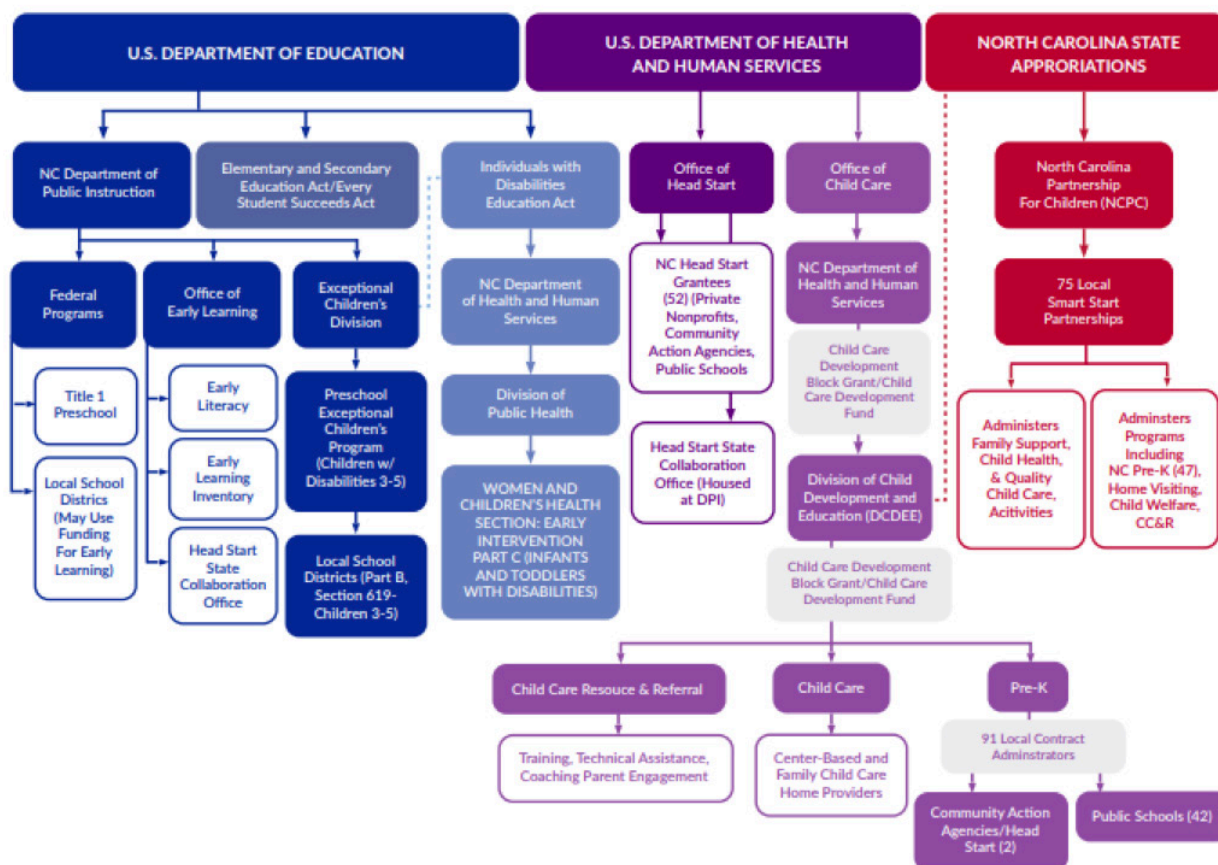 U.S. DEPARTMENT OF EDUCATION
U.S. DEPARTMENT OF HEALTH
AND HUMAN SERVICES
NORTH CAROLINA STATE
APPRORIATIONS
NC Department of
Public Instruction
Elementary and Secondary
Education Act/Every
Student Succeeds Act
Individuals with
Disabilities
Education Act
Office of
Head Start
Office of
Child Care
North Carolina
Partnership
For Children (NCPC)
Federal
Programs
Office of
Early Learning
Exceptional
Children's
Division
NC Department
of Health and Human
Services
NC Head Start
Grantees
(52) (Private
Nonprofits,
Community
Action Agencies,
Public Schools
NC Department of
Health and Human
Services
75 Local
Smart Start
Partnerships
Child Care
Development
Block Grant/Child
Care Development
Fund
Title 1
Preschool
Early
Literacy
Preschool
Exceptional
Children's
Program
(Children w/
Disabilities 3-5)
Division of
Public Health
Administers
Family Support,
Child Health,
& Quality
Child Care,
Acitivities
Adminsters
Programs
Including
NC Pre-K (47),
Home Visiting,
Child Welfare,
CC&R
Local School
Districs
(May Use
Funding
For Early
Learning)
Early
Learning
Inventory
WOMEN AND
CHILDREN'S HEALTH
SECTION: EARLY
INTERVENTION
PART C (INFANTS
AND TODDLERS
WITH DISABILITIES)
Head Start State
Collaboration
Office (Housed
at DPI)
Division of Child
Development and
Education (DCDEE)
Head Start
State
Collaboration
Office
Local School
Districts (Part B,
Section 619-
Children 3-5)
Child Care Development
Block Grant/Child Care
Development Fund
Child Care Resouce & Referral
Child Care
Pre-K
Training, Technical Assistance,
Coaching Parent Engagement
Center-Based and
Family Child Care
Home Providers
91 Local Contract
Adminstrators
Community Action
Agencies/Head
Start (2)
Public Schools (42)